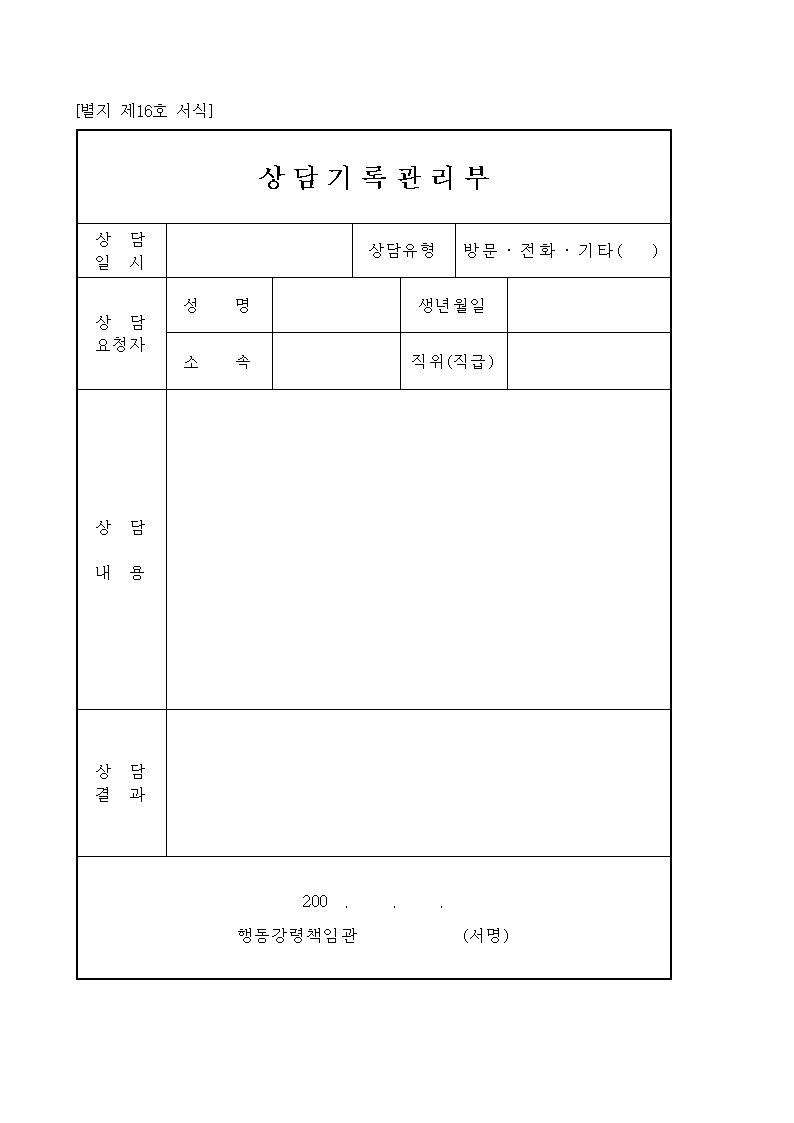 [별지 제16호 서식]
상담기록관리부
상 담
일 시
상담유형
방문 · 전화 · 기타( )
상 담
요청자
성 명
생년월일
소 속
직위(직급)
상 담
내 용
상 담
결 과
200 . . .
행동강령책임관 (서명)